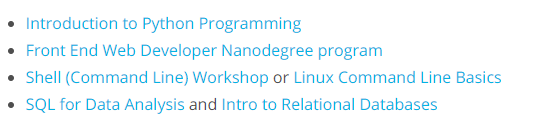 Introduction to Python Programming
Front End Web Developer Nanodegree program
Shell (Command Line) Workshop or Linux Command Line Basics
SQL for Data Analysis and Intro to Relational Databases